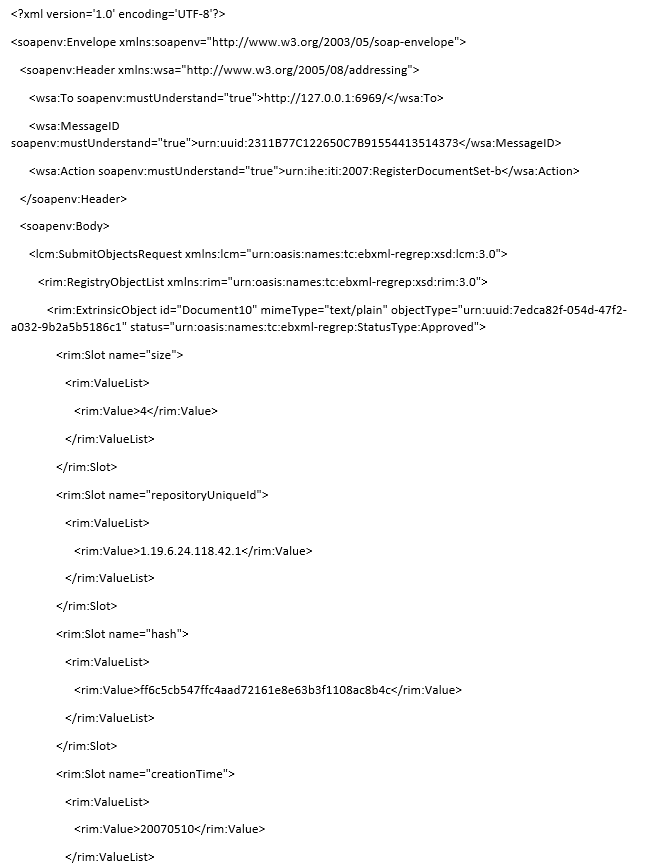 <?xml version='1.0' encoding='UTF-8'?>
<soapenv:Envelope xmlns:soapenv="http://www.w3.org/2003/05/soap-envelope">
<soapenv:Header xmlns:wsa="http://www.w3.org/2005/08/addressing">
<wsa:To soapenv:mustUnderstand="true">http://127.0.0.1:6969/</wsa:To>
<wsa:MessageID
soapenv:mustUnderstand="true">urn:uuid:2311B77C122650C7B91554413514373</wsa:MessageID>
<wsa:Action soapenv:mustUnderstand="true">urn:ihe:iti:2007:RegisterDocumentSet-b</wsa:Action>
</soapenv:Header>
<soapenv:Body>
<lcm:SubmitObjectsRequest xmlns:lcm="urn:oasis:names:tc:ebxml-regrep:xsd:lcm:3.0">
<rim:RegistryObjectList xmlns:rim="urn:oasis:names:tc:ebxml-regrep:xsd:rim:3.0">
<rim:ExtrinsicObject id="Document10" mimeType="text/plain" objectType="urn:uuid:7edca82f-054d-47f2-
a032-9b2a5b5186c1" status="urn:oasis:names:tc:ebxml-regrep:StatusType:Approved">
<rim:Slot name="size">
<rim:ValueList>
<rim:Value>4</rim:Value>
</rim:ValueList>
</rim:Slot>
<rim:Slot name="repositoryUniqueId">
<rim:ValueList>
<rim:Value>1.19.6.24.118.42.1</rim:Value>
</rim:ValueList>
</rim:Slot>
<rim:Slot name="hash">
<rim:ValueList>
<rim:Value>ff6c5cb547ffc4aad72161e8e63b3f1108ac8b4c</rim:Value>
</rim:ValueList>
</rim:Slot>
<rim:Slot name="creationTime">
<rim:ValueList>
<rim:Value>20070510</rim:Value>
</rim:ValueList>